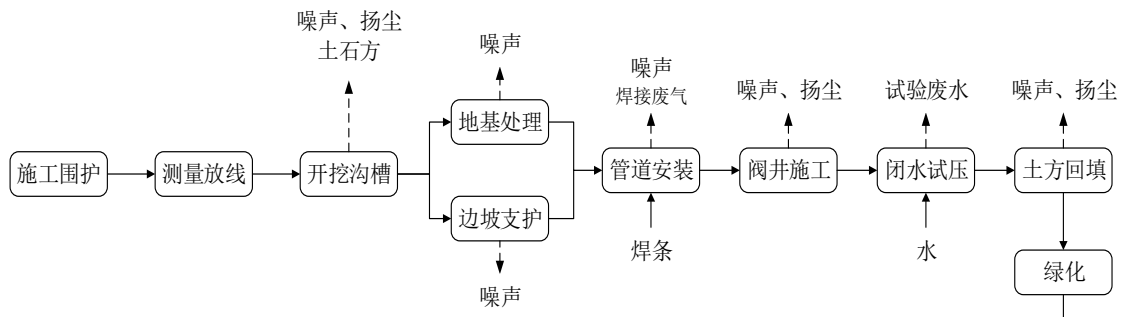 噪声、扬尘
土石方
噪声
噪声
焊接废气
噪声、扬尘
试验废水
噪声、扬尘
地基处理
施工围护
测量放线
开挖沟槽
管道安装
阀井施工
闭水试压
土方回填
边坡支护
焊条
水
绿化
噪声